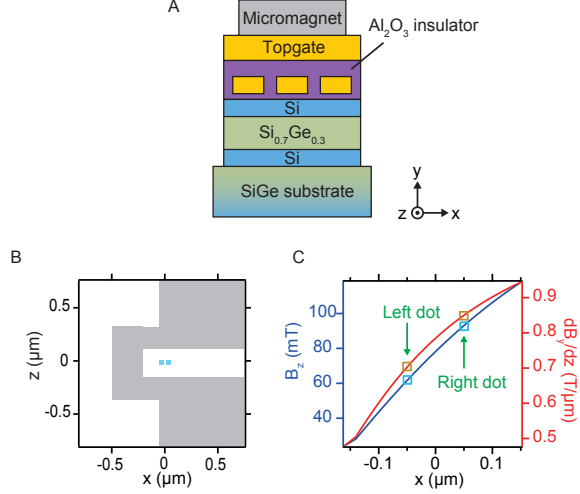 A
Micromagnet
Topgate
Al₂O₃ insulator
Si
Si₀.₇Ge₀.₃
Si
SiGe substrate
y
z
x
B
z (µm)
0.5
0
-0.5
-0.5
0
0.5
x (µm)
C
B_z (mT)
100
80
60
40
Left dot
Right dot
-0.1
0
0.1
x (µm)
0.9
0.8
0.7
0.6
0.5
dB_y/dz (T/µm)